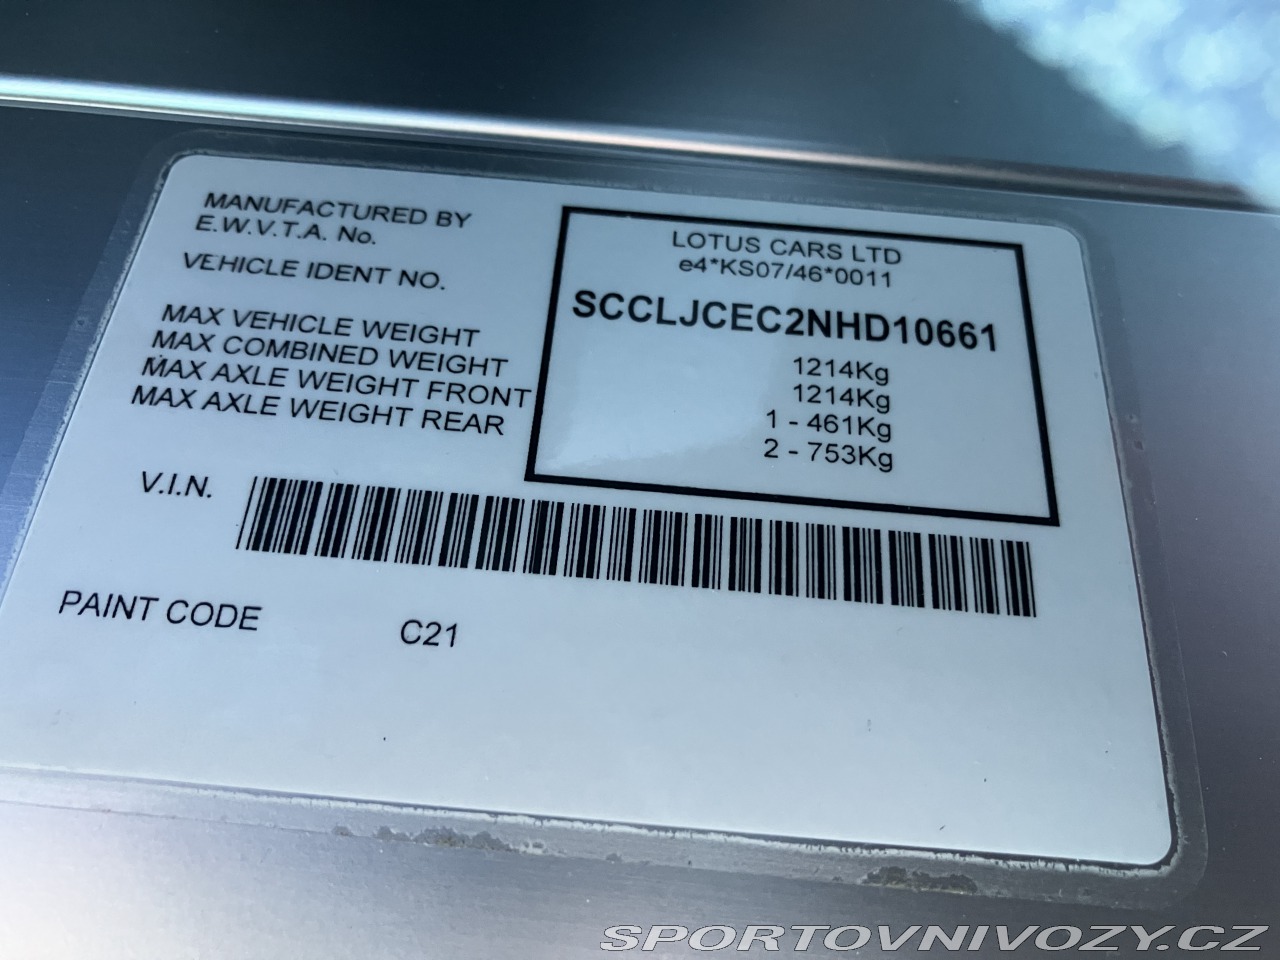 MANUFACTURED BY
E.W.V.T.A. No.
VEHICLE IDENT NO.
MAX VEHICLE WEIGHT
MAX COMBINED WEIGHT
MAX AXLE WEIGHT FRONT
MAX AXLE WEIGHT REAR
LOTUS CARS LTD
e4*KS07/46*0011
SCCLJCEC2NHD10661
1214Kg
1214Kg
1 - 461Kg
2 - 753Kg
V.I.N.
PAINT CODE C21
SPORTOVNIVOZY.CZ